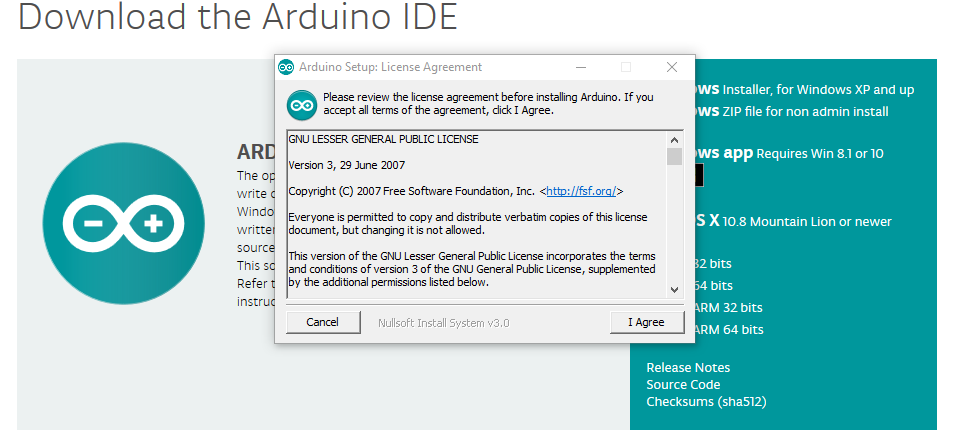 Download the Arduino IDE
Arduino Setup: License Agreement
Please review the license agreement before installing Arduino. If you
accept all terms of the agreement, click I Agree.
GNU LESSER GENERAL PUBLIC LICENSE
Version 3, 29 June 2007
Copyright (C) 2007 Free Software Foundation, Inc. <http://fsf.org/>
Everyone is permitted to copy and distribute verbatim copies of this license
document, but changing it is not allowed.
This version of the GNU Lesser General Public License incorporates the terms
and conditions of version 3 of the GNU General Public License, supplemented
by the additional permissions listed below.
Cancel
Nullsoft Install System v3.0
I Agree
ARD
The op
write c
Windo
written
source
This so
Refer t
instruc
ws Installer, for Windows XP and up
ws ZIP file for non admin install
ws app Requires Win 8.1 or 10
S X 10.8 Mountain Lion or newer
32 bits
64 bits
ARM 32 bits
ARM 64 bits
Release Notes
Source Code
Checksums (sha512)